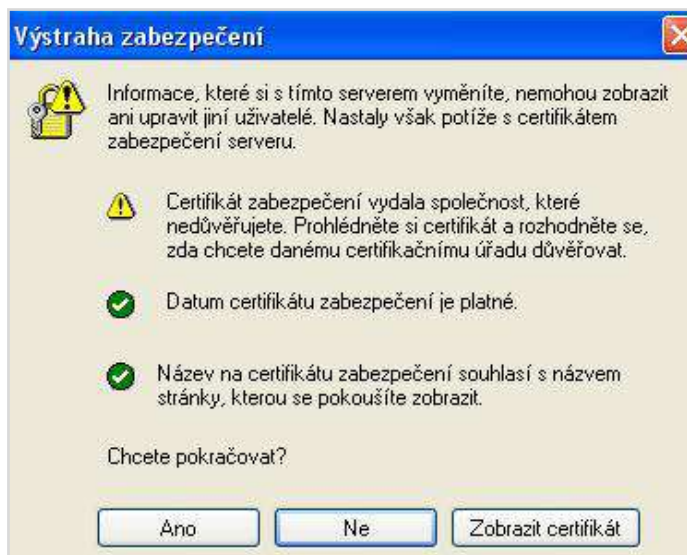 Výstraha zabezpečení
Informace, které si s tímto serverem vyměníte, nemohou zobrazit
ani upravit jiní uživatelé. Nastaly však potíže s certifikátem
zabezpečení serveru.
Certifikát zabezpečení vydala společnost, které
nedůvěřujete. Prohlédněte si certifikát a rozhodněte se,
zda chcete danému certifikačnímu úřadu důvěřovat.
Datum certifikátu zabezpečení je platné.
Název na certifikátu zabezpečení souhlasí s názvem
stránky, kterou se pokoušíte zobrazit.
Chcete pokračovat?
Ano Ne Zobrazit certifikát